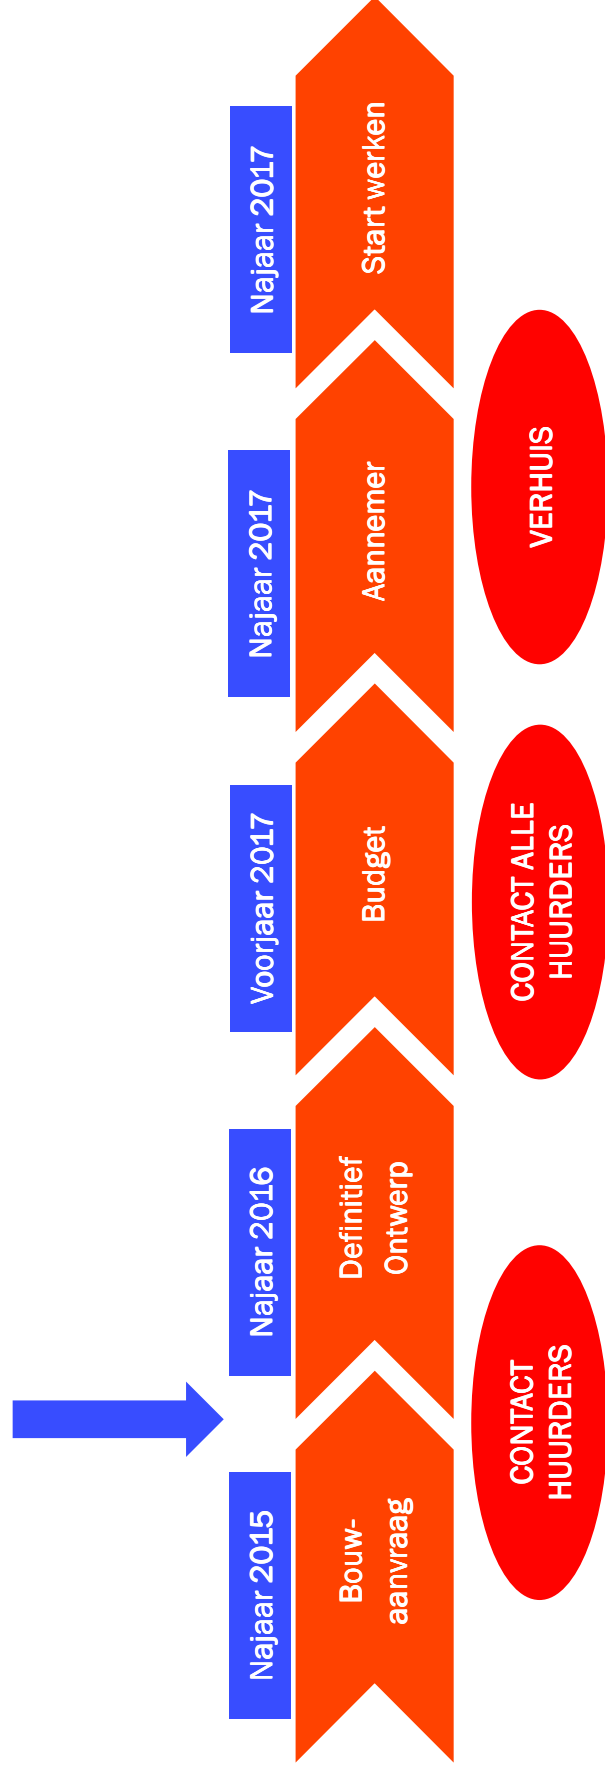 Najaar 2015
Najaar 2016
Voorjaar 2017
Najaar 2017
Najaar 2017
Bouw-
aanvraag
Definitief
Ontwerp
Budget
Aannemer
Start werken
CONTACT
HUURDERS
CONTACT ALLE
HUURDERS
VERHUIS